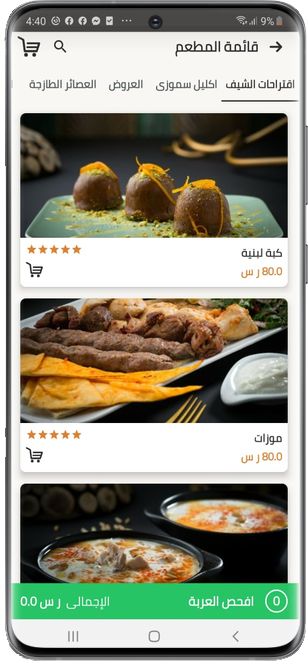 4:40
9%
قائمة المطعم
اقتراحات الشيف
اكليل سموزى
العروض
العصائر الطازجة
كبة لبنية
80.0 ر س
موزات
80.0 ر س
0 افحص العربة الإجمالى ر س 0.0